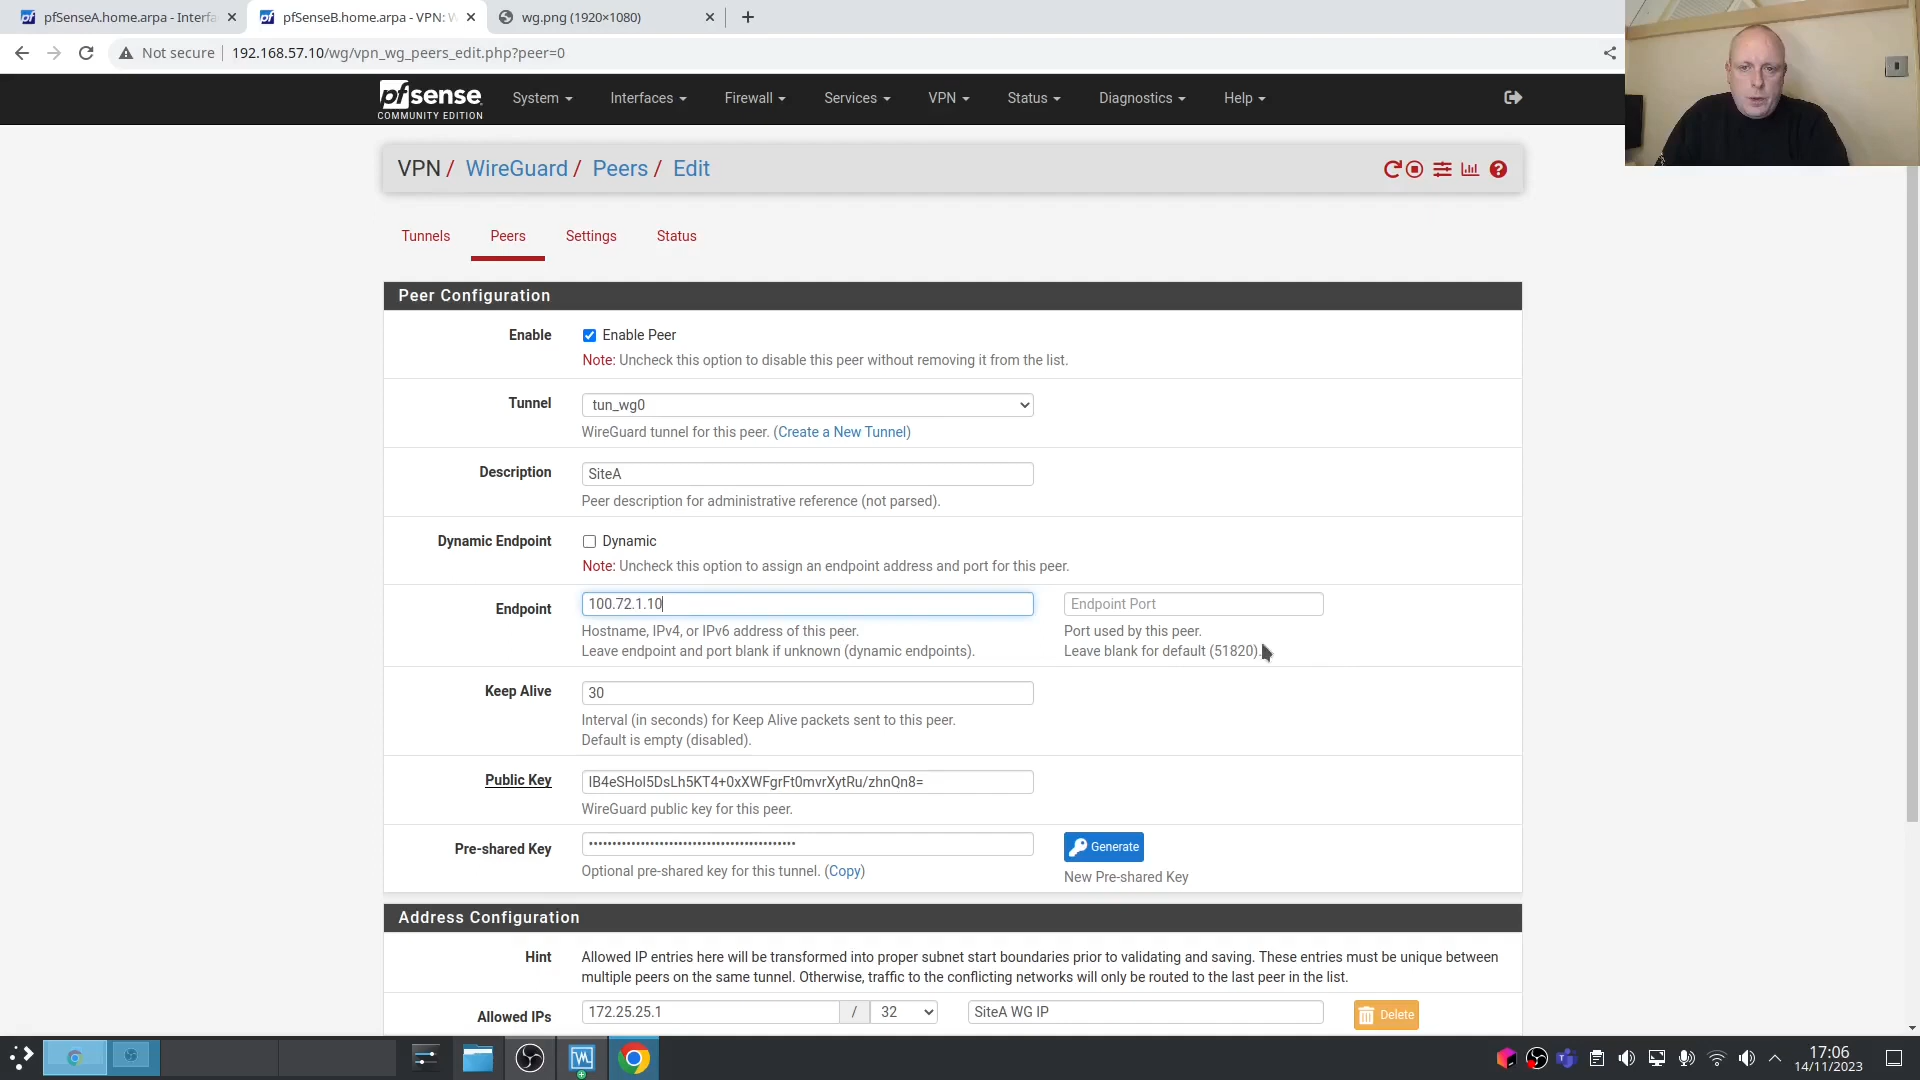 pfSenseA.home.arpa - Interfa
pfSenseB.home.arpa - VPN: W
wg.png (1920×1080)
Not secure
192.168.57.10/wg/vpn_wg_peers_edit.php?peer=0
pfsense
COMMUNITY EDITION
System
Interfaces
Firewall
Services
VPN
Status
Diagnostics
Help
VPN / WireGuard / Peers / Edit
Tunnels
Peers
Settings
Status
Peer Configuration
Enable
Enable Peer
Note: Uncheck this option to disable this peer without removing it from the list.
Tunnel
tun_wg0
WireGuard tunnel for this peer. (Create a New Tunnel)
Description
SiteA
Peer description for administrative reference (not parsed).
Dynamic Endpoint
Dynamic
Note: Uncheck this option to assign an endpoint address and port for this peer.
Endpoint
100.72.1.10
Endpoint Port
Hostname, IPv4, or IPv6 address of this peer.
Leave endpoint and port blank if unknown (dynamic endpoints).
Port used by this peer.
Leave blank for default (51820).
Keep Alive
30
Interval (in seconds) for Keep Alive packets sent to this peer.
Default is empty (disabled).
Public Key
lB4eSHol5DsLh5KT4+0xXWFgrFt0mvrXytRu/zhnQn8=
WireGuard public key for this peer.
Pre-shared Key
Generate
Optional pre-shared key for this tunnel. (Copy)
New Pre-shared Key
Address Configuration
Hint
Allowed IP entries here will be transformed into proper subnet start boundaries prior to validating and saving. These entries must be unique between
multiple peers on the same tunnel. Otherwise, traffic to the conflicting networks will only be routed to the last peer in the list.
Allowed IPs
172.25.25.1
/
32
SiteA WG IP
Delete
17:06
14/11/2023